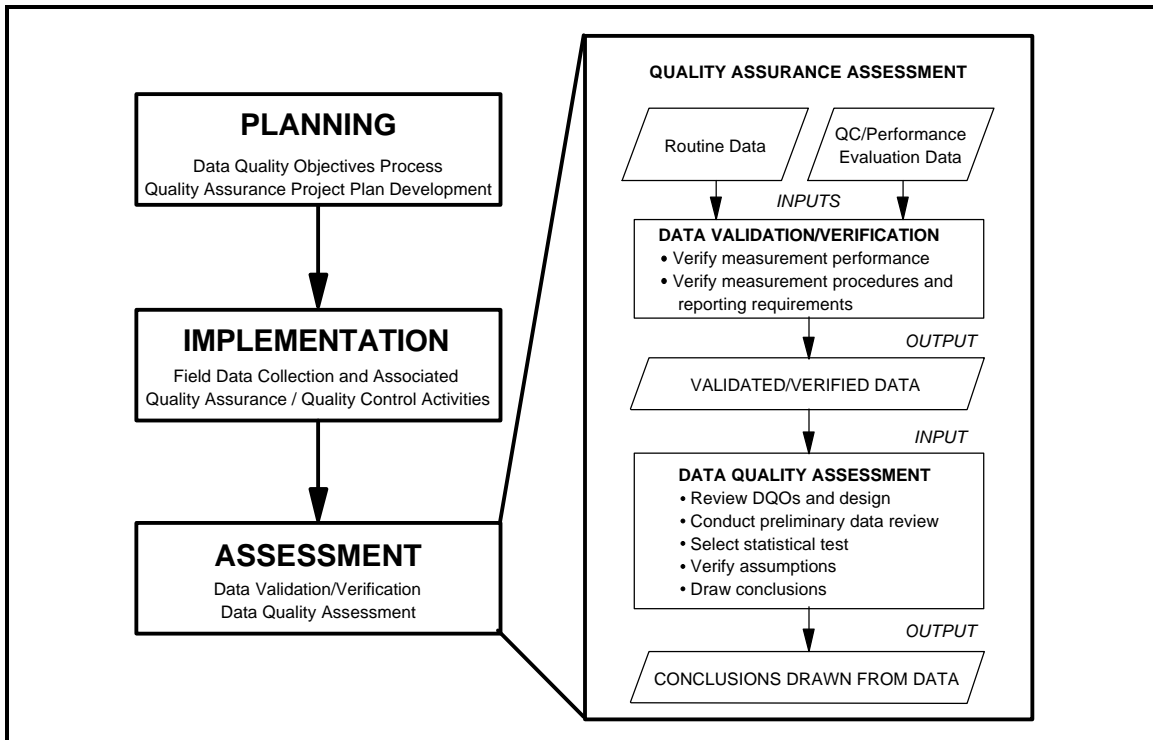 PLANNING
Data Quality Objectives Process
Quality Assurance Project Plan Development
IMPLEMENTATION
Field Data Collection and Associated
Quality Assurance / Quality Control Activities
ASSESSMENT
Data Validation/Verification
Data Quality Assessment
QUALITY ASSURANCE ASSESSMENT
Routine Data
QC/Performance
Evaluation Data
INPUTS
DATA VALIDATION/VERIFICATION
• Verify measurement performance
• Verify measurement procedures and
reporting requirements
OUTPUT
VALIDATED/VERIFIED DATA
INPUT
DATA QUALITY ASSESSMENT
• Review DQOs and design
• Conduct preliminary data review
• Select statistical test
• Verify assumptions
• Draw conclusions
OUTPUT
CONCLUSIONS DRAWN FROM DATA